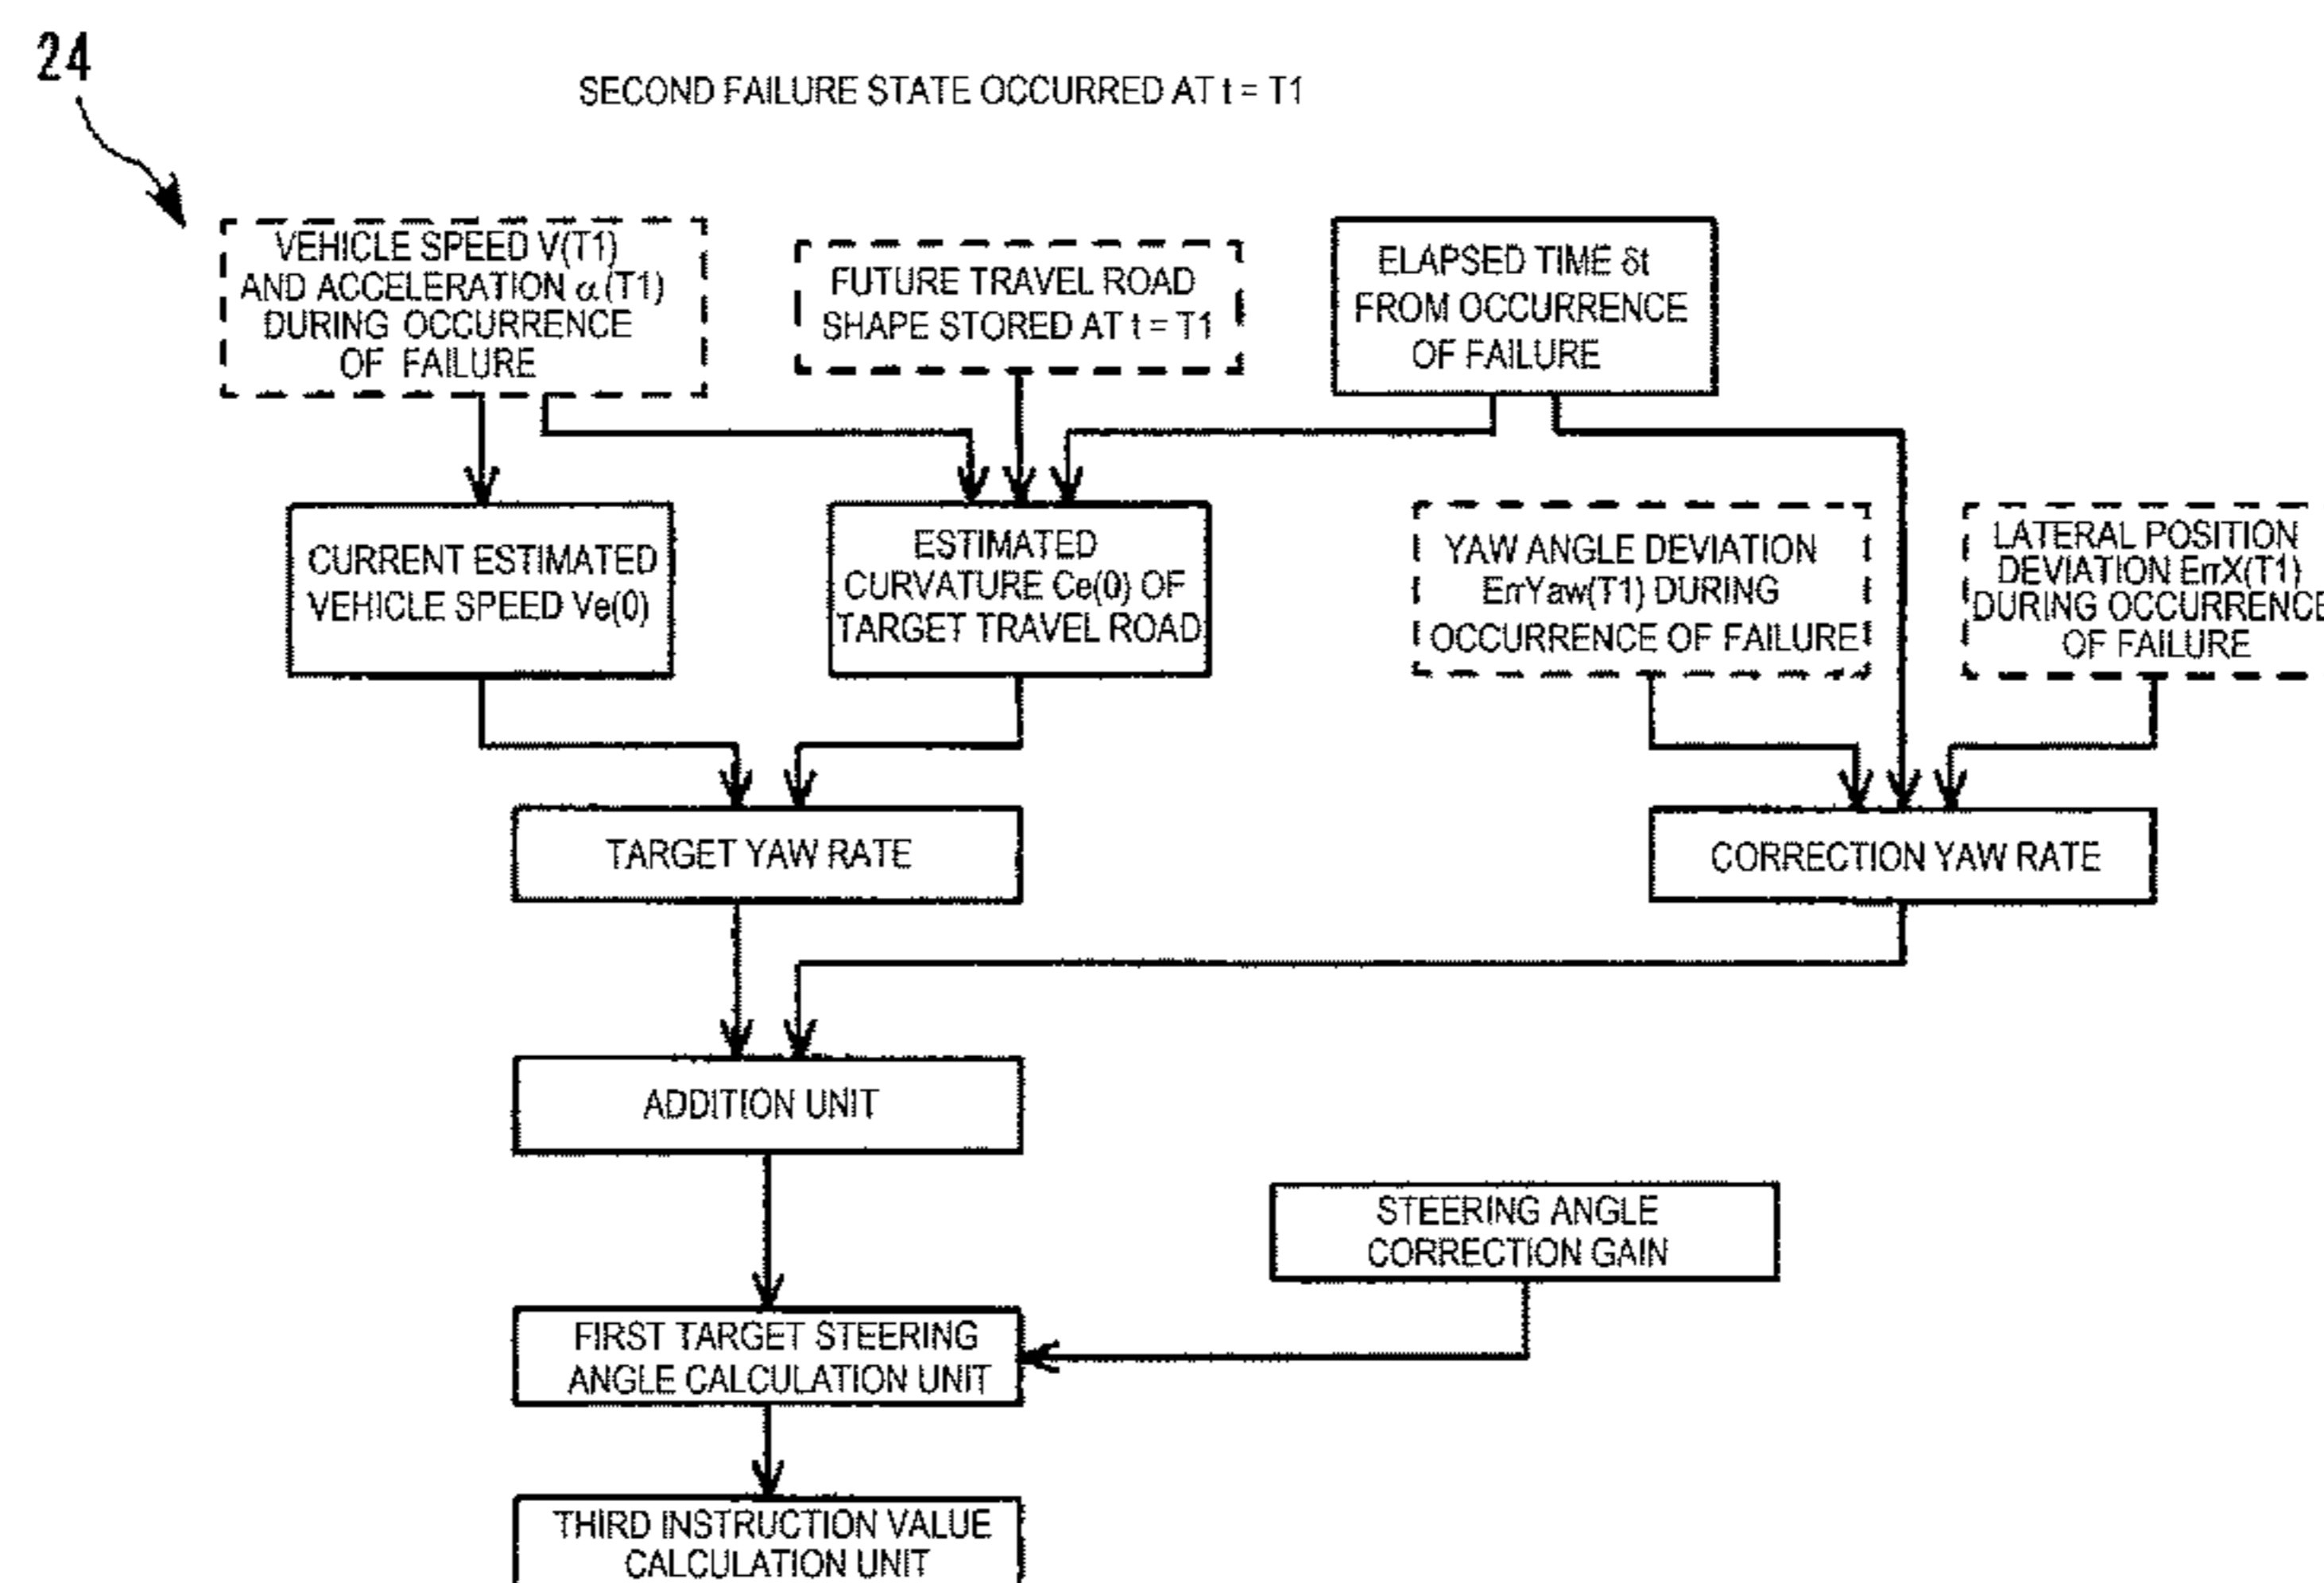 24
SECOND FAILURE STATE OCCURRED AT t = T1
VEHICLE SPEED V(T1)
AND ACCELERATION α(T1)
DURING OCCURRENCE
OF FAILURE
FUTURE TRAVEL ROAD
SHAPE STORED AT t = T1
ELAPSED TIME δt
FROM OCCURRENCE
OF FAILURE
CURRENT ESTIMATED
VEHICLE SPEED Ve(0)
ESTIMATED
CURVATURE Ce(0) OF
TARGET TRAVEL ROAD
YAW ANGLE DEVIATION
ErrYaw(T1) DURING
OCCURRENCE OF FAILURE
LATERAL POSITION
DEVIATION ErrX(T1)
DURING OCCURRENCE
OF FAILURE
TARGET YAW RATE
CORRECTION YAW RATE
ADDITION UNIT
STEERING ANGLE
CORRECTION GAIN
FIRST TARGET STEERING
ANGLE CALCULATION UNIT
THIRD INSTRUCTION VALUE
CALCULATION UNIT